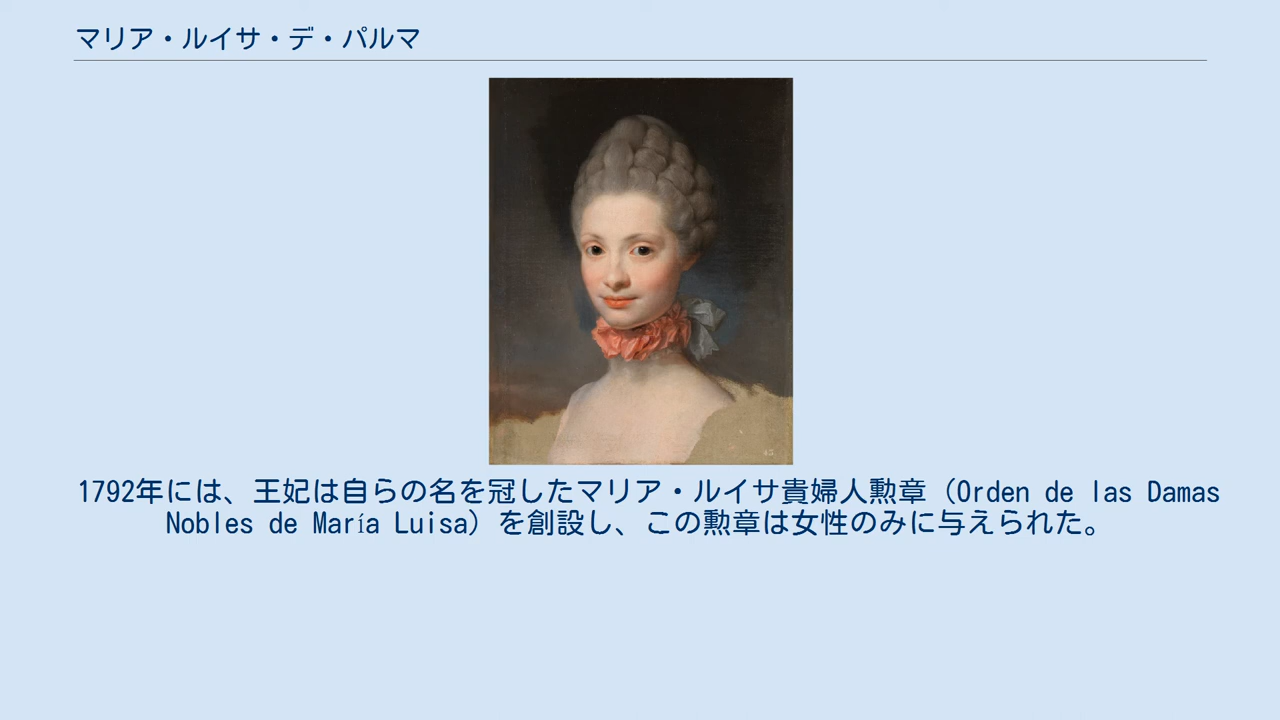 マリア・ルイサ・デ・パルマ
1792年には、王妃は自らの名を冠したマリア・ルイサ貴婦人勲章（Orden de las Damas
Nobles de María Luisa）を創設し、この勲章は女性のみに与えられた。